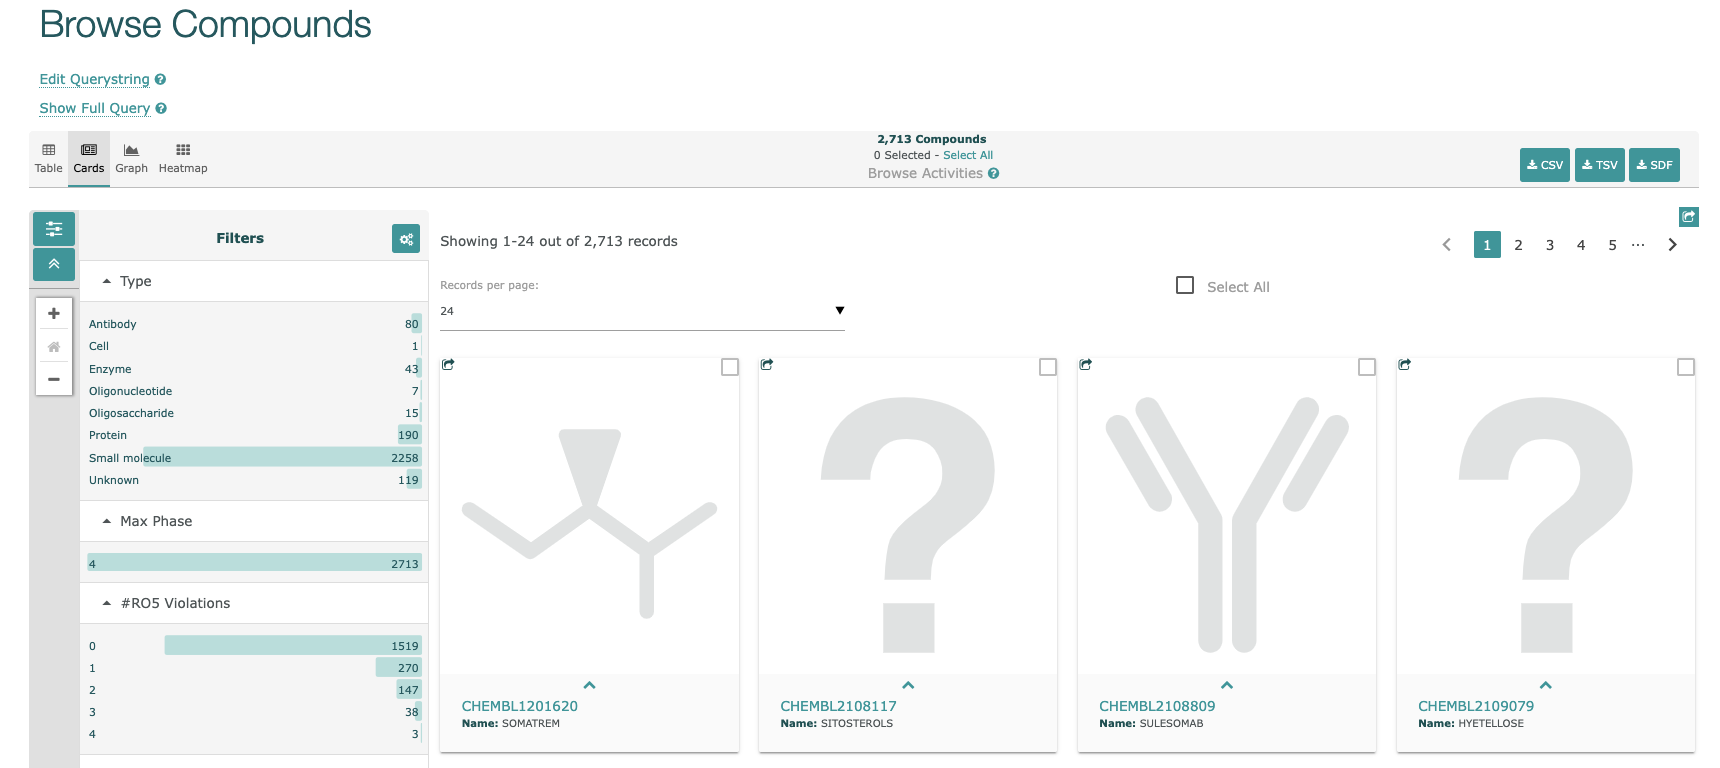 Browse Compounds
Edit Querystring
Show Full Query
Table Cards Graph Heatmap
2,713 Compounds
0 Selected - Select All
Browse Activities
CSV TSV SDF
Filters
Type
Antibody 80
Cell 1
Enzyme 43
Oligonucleotide 7
Oligosaccharide 15
Protein 190
Small molecule 2258
Unknown 119
Max Phase
4 2713
#RO5 Violations
0 1519
1 270
2 147
3 38
4 3
Showing 1-24 out of 2,713 records
1 2 3 4 5 ...
Records per page:
24
Select All
CHEMBL1201620
Name: SOMATREM
CHEMBL2108117
Name: SITOSTEROLS
CHEMBL2108809
Name: SULESOMAB
CHEMBL2109079
Name: HYETELLOSE